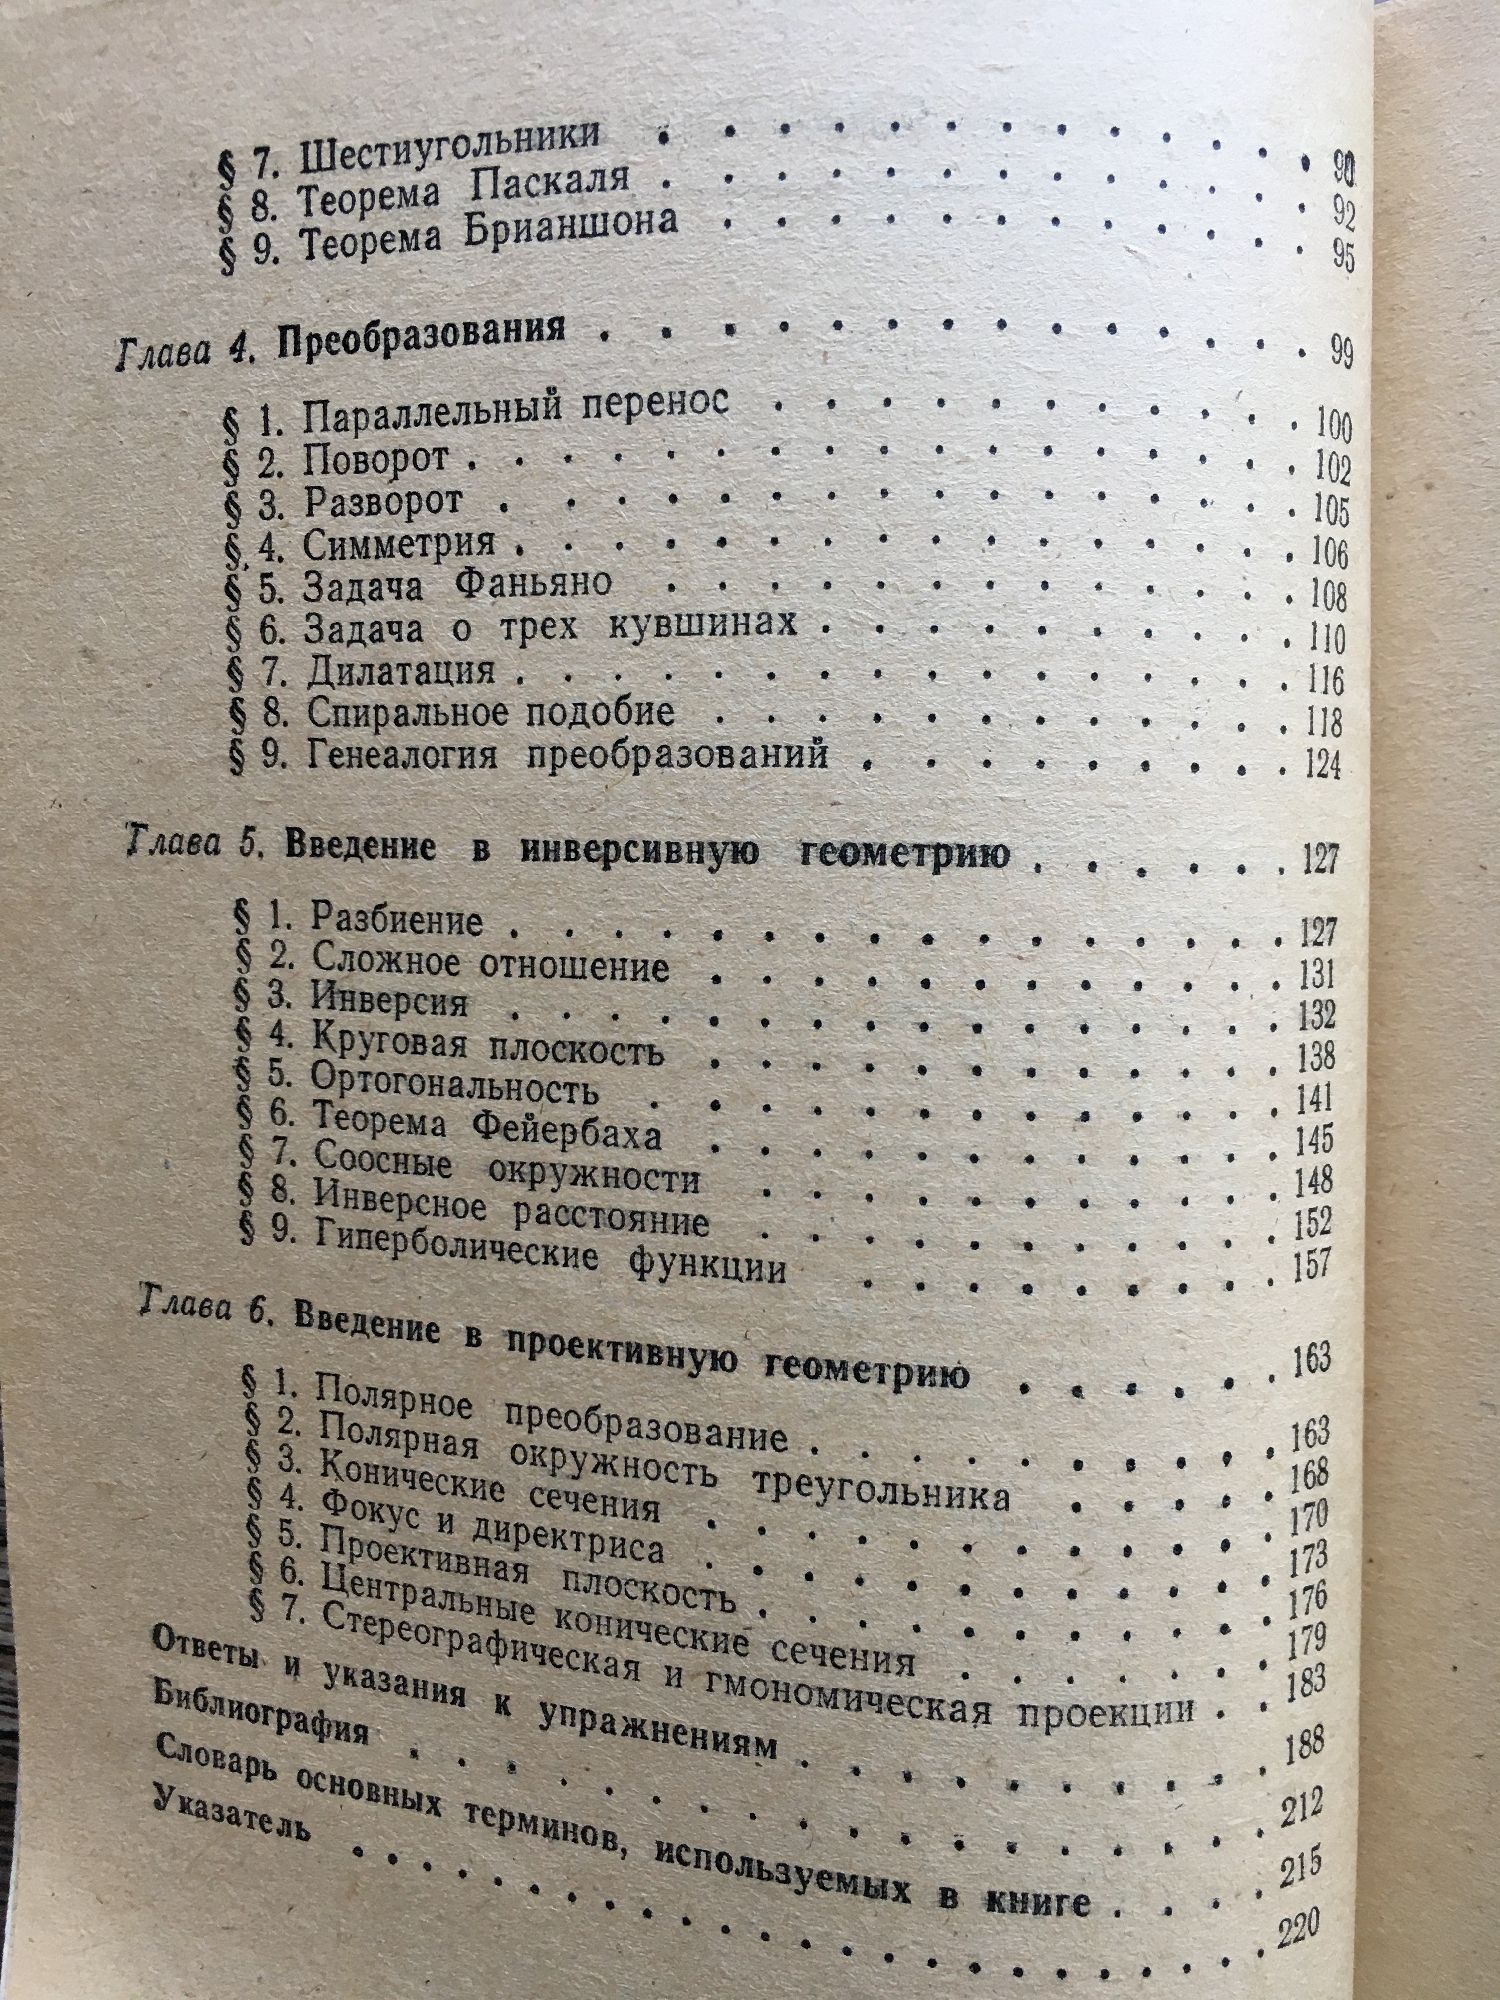 § 7. Шестиугольники . . . . . . . . . . . . 90
§ 8. Теорема Паскаля . . . . . . . . . . . . 92
§ 9. Теорема Брианшона . . . . . . . . . . . 95
Глава 4. Преобразования . . . . . . . . . . . . 99
§ 1. Параллельный перенос . . . . . . . . . . 100
§ 2. Поворот . . . . . . . . . . . . . . . . 102
§ 3. Разворот . . . . . . . . . . . . . . . 105
§ 4. Симметрия . . . . . . . . . . . . . . . 106
§ 5. Задача Фаньяно . . . . . . . . . . . . 108
§ 6. Задача о трех кувшинах . . . . . . . . . 110
§ 7. Дилатация . . . . . . . . . . . . . . . 116
§ 8. Спиральное подобие . . . . . . . . . . . 118
§ 9. Генеалогия преобразований . . . . . . . . 124
Глава 5. Введение в инверсивную геометрию . . . . . . 127
§ 1. Разбиение . . . . . . . . . . . . . . . 127
§ 2. Сложное отношение . . . . . . . . . . . 131
§ 3. Инверсия . . . . . . . . . . . . . . . 132
§ 4. Круговая плоскость . . . . . . . . . . . 138
§ 5. Ортогональность . . . . . . . . . . . . 141
§ 6. Теорема Фейербаха . . . . . . . . . . . 145
§ 7. Соосные окружности . . . . . . . . . . 148
§ 8. Инверсное расстояние . . . . . . . . . . 152
§ 9. Гиперболические функции . . . . . . . . 157
Глава 6. Введение в проективную геометрию . . . . . . 163
§ 1. Полярное преобразование . . . . . . . . . 163
§ 2. Полярная окружность треугольника . . . . . 168
§ 3. Конические сечения . . . . . . . . . . . 170
§ 4. Фокус и директриса . . . . . . . . . . . 173
§ 5. Проективная плоскость . . . . . . . . . . 176
§ 6. Центральные конические сечения . . . . . . 179
§ 7. Стереографическая и гмономическая проекции . . 183
Ответы и указания к упражнениям . . . . . . . . . 188
Библиография . . . . . . . . . . . . . . . . . 212
Словарь основных терминов, используемых в книге . . . . 215
Указатель . . . . . . . . . . . . . . . . . . . 220